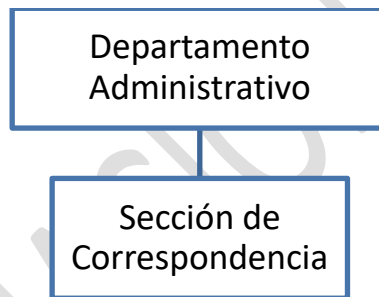 Departamento
Administrativo
Sección de
Correspondencia